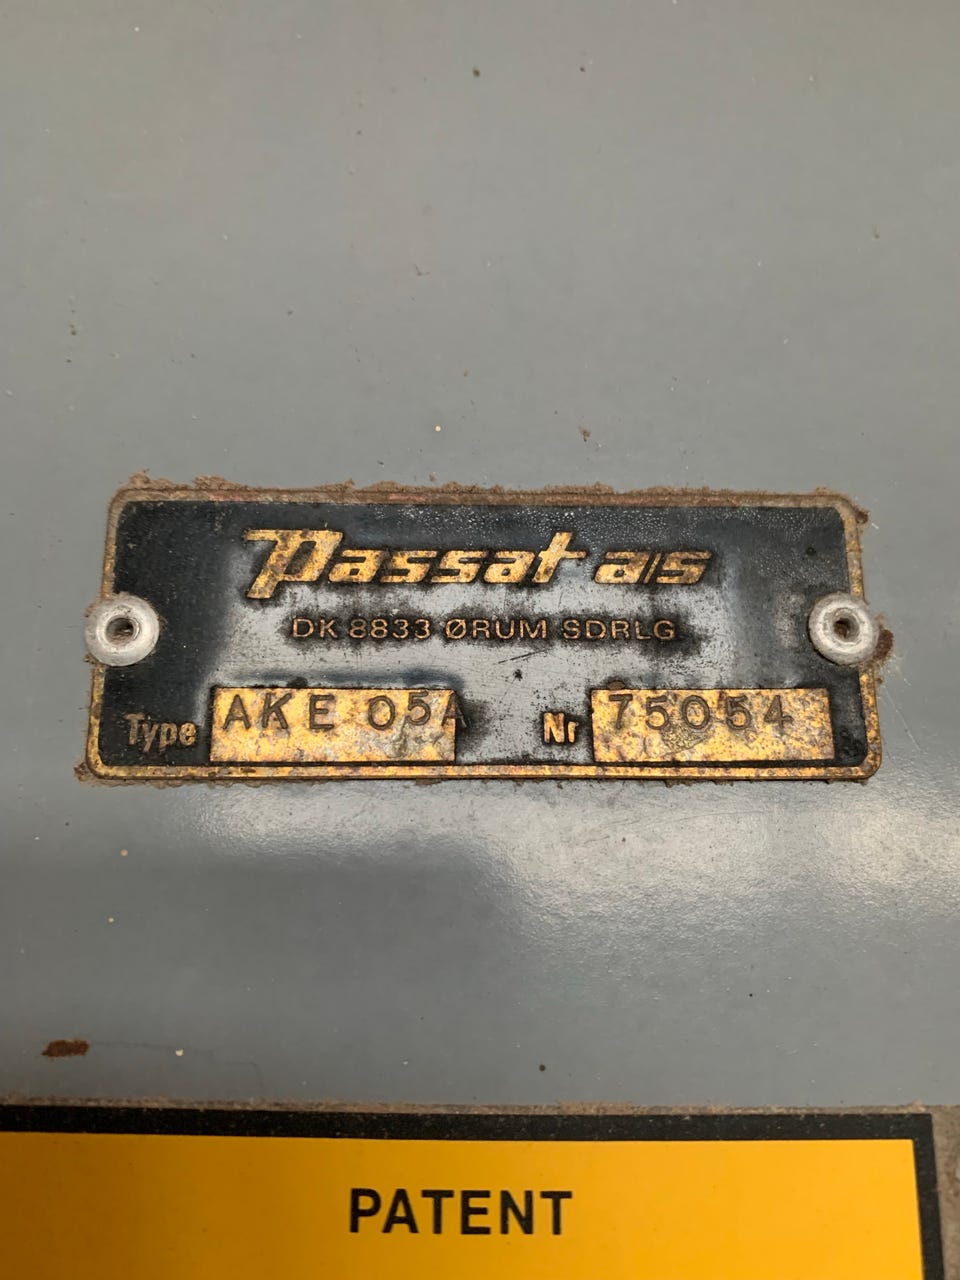 Passat a/s
DK 8833 ØRUM SDRLG
Type AKE 05A Nr 75054
PATENT